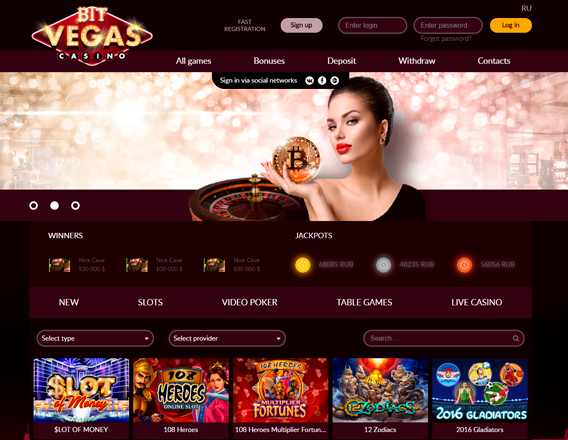 RU
BIT
VEGAS
CASINO
FAST
REGISTRATION
Sign up
Enter login
Enter password
Log in
Forgot password?
All games
Bonuses
Deposit
Withdraw
Contacts
Sign in via social networks
WINNERS
JACKPOTS
Nick Cave
100 000 $
Nick Cave
100 000 $
Nick Cave
100 000 $
68085 RUB
48235 RUB
56056 RUB
NEW
SLOTS
VIDEO POKER
TABLE GAMES
LIVE CASINO
Select type
Select provider
Search...
$LOT
of Money
108
HEROES
ONLINE SLOT
108 HEROES
MULTIPLIER
FORTUNES
12 Zodiacs
2016 GLADIATORS
$LOT OF MONEY
108 Heroes
108 Heroes Multiplier Fortun...
12 Zodiacs
2016 Gladiators